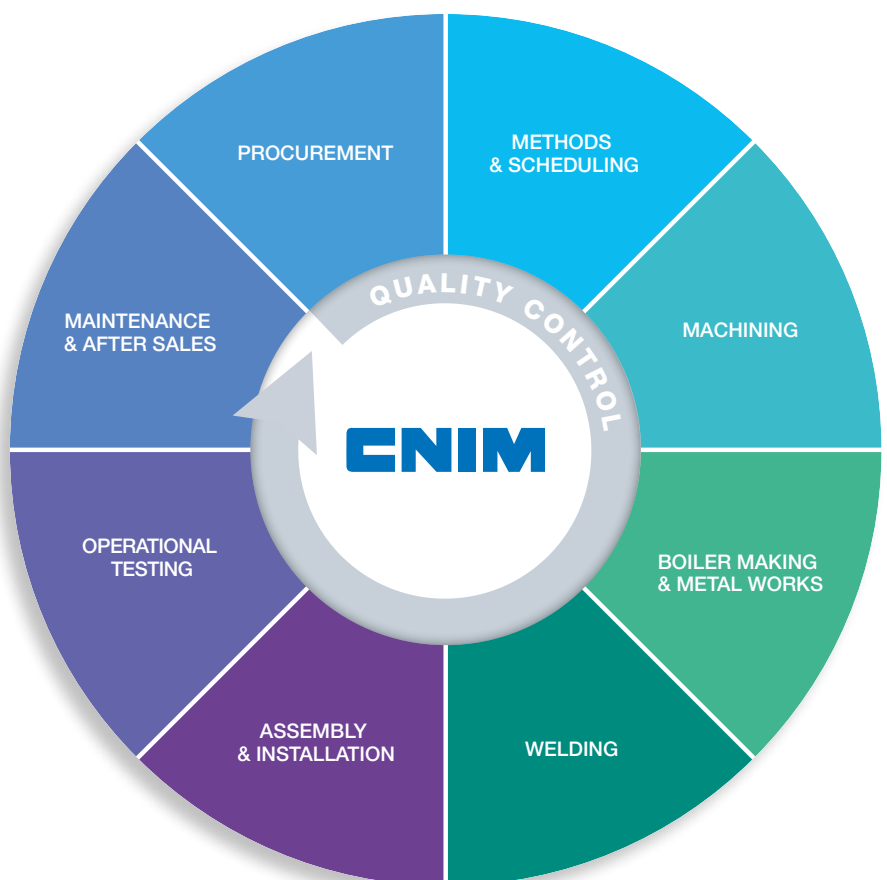 PROCUREMENT
METHODS
& SCHEDULING
MACHINING
BOILER MAKING
& METAL WORKS
WELDING
ASSEMBLY
& INSTALLATION
OPERATIONAL
TESTING
MAINTENANCE
& AFTER SALES
QUALITY CONTROL
CNIM